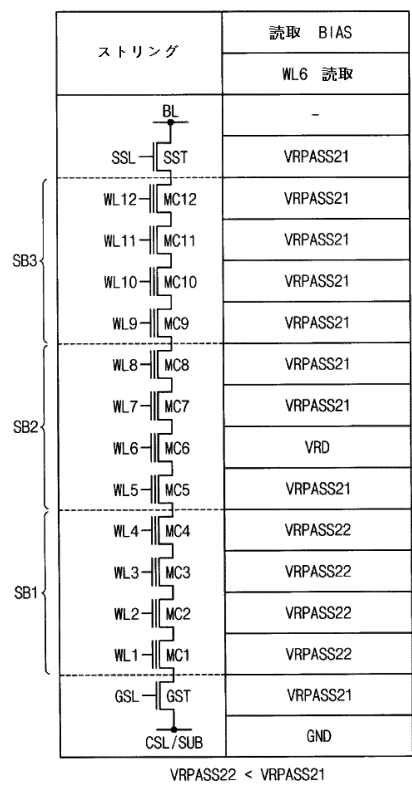 ストリング
読取 BIAS
WL6 読取
BL
-
SSL SST VRPASS21
SB3
WL12 MC12 VRPASS21
WL11 MC11 VRPASS21
WL10 MC10 VRPASS21
WL9 MC9 VRPASS21
SB2
WL8 MC8 VRPASS21
WL7 MC7 VRPASS21
WL6 MC6 VRD
WL5 MC5 VRPASS21
SB1
WL4 MC4 VRPASS22
WL3 MC3 VRPASS22
WL2 MC2 VRPASS22
WL1 MC1 VRPASS22
GSL GST VRPASS21
CSL/SUB GND
VRPASS22 < VRPASS21